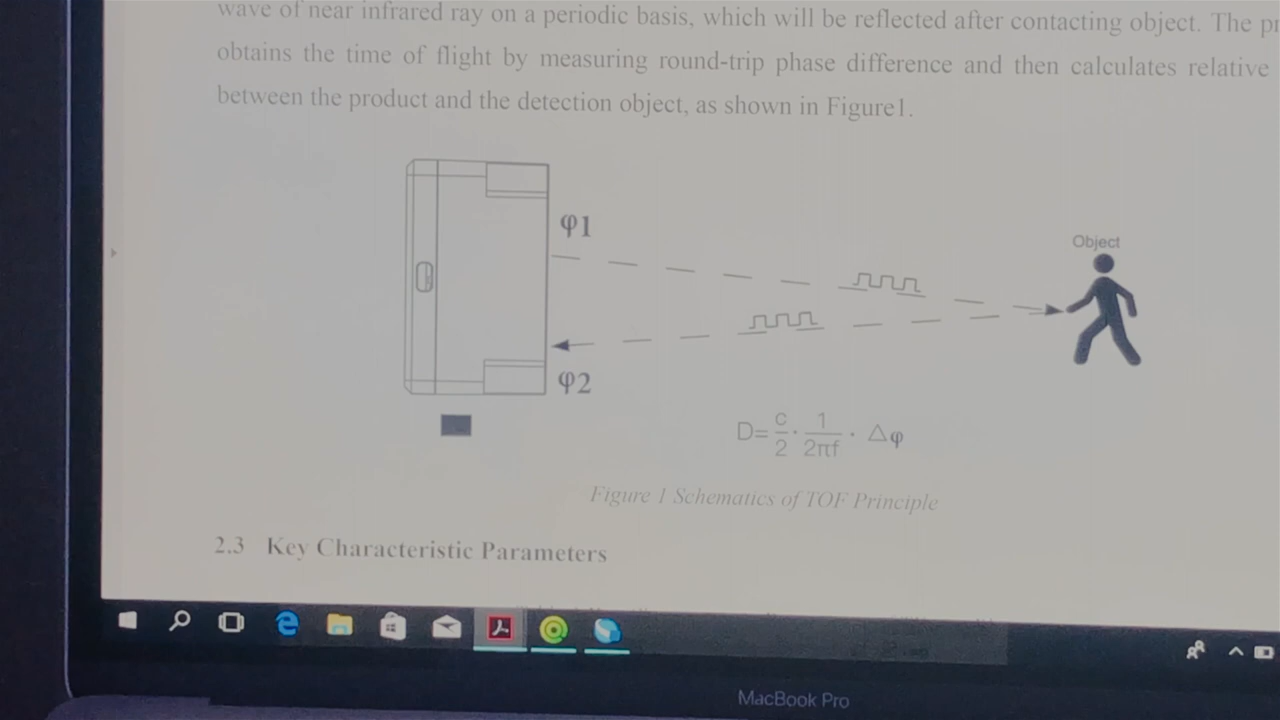 wave of near infrared ray on a periodic basis, which will be reflected after contacting object. The
obtains the time of flight by measuring round-trip phase difference and then calculates relative
between the product and the detection object, as shown in Figure1.
φ1
Object
φ2
D=c/2·1/2πf·Δφ
Figure 1 Schematics of TOF Principle
2.3 Key Characteristic Parameters
MacBook Pro